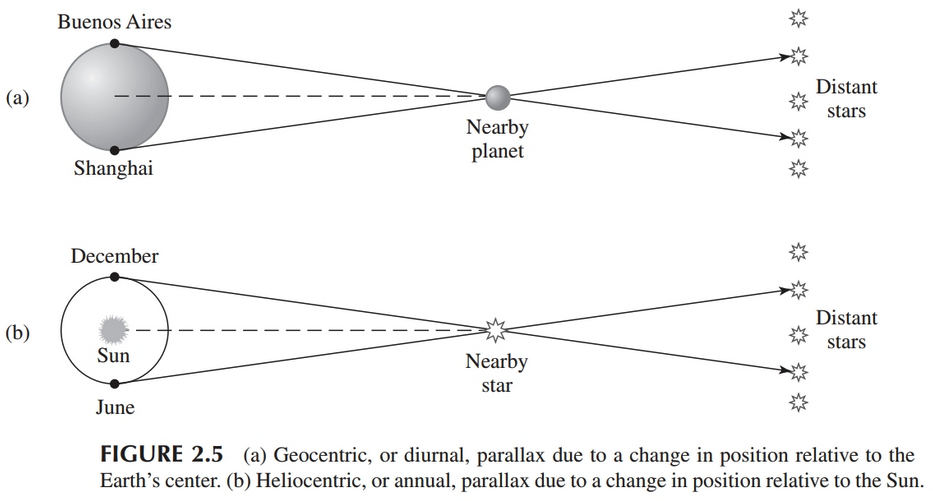 Buenos Aires
(a)
Shanghai
Nearby
planet
Distant
stars
December
(b)
Sun
June
Nearby
star
Distant
stars
FIGURE 2.5 (a) Geocentric, or diurnal, parallax due to a change in position relative to the
Earth’s center. (b) Heliocentric, or annual, parallax due to a change in position relative to the Sun.